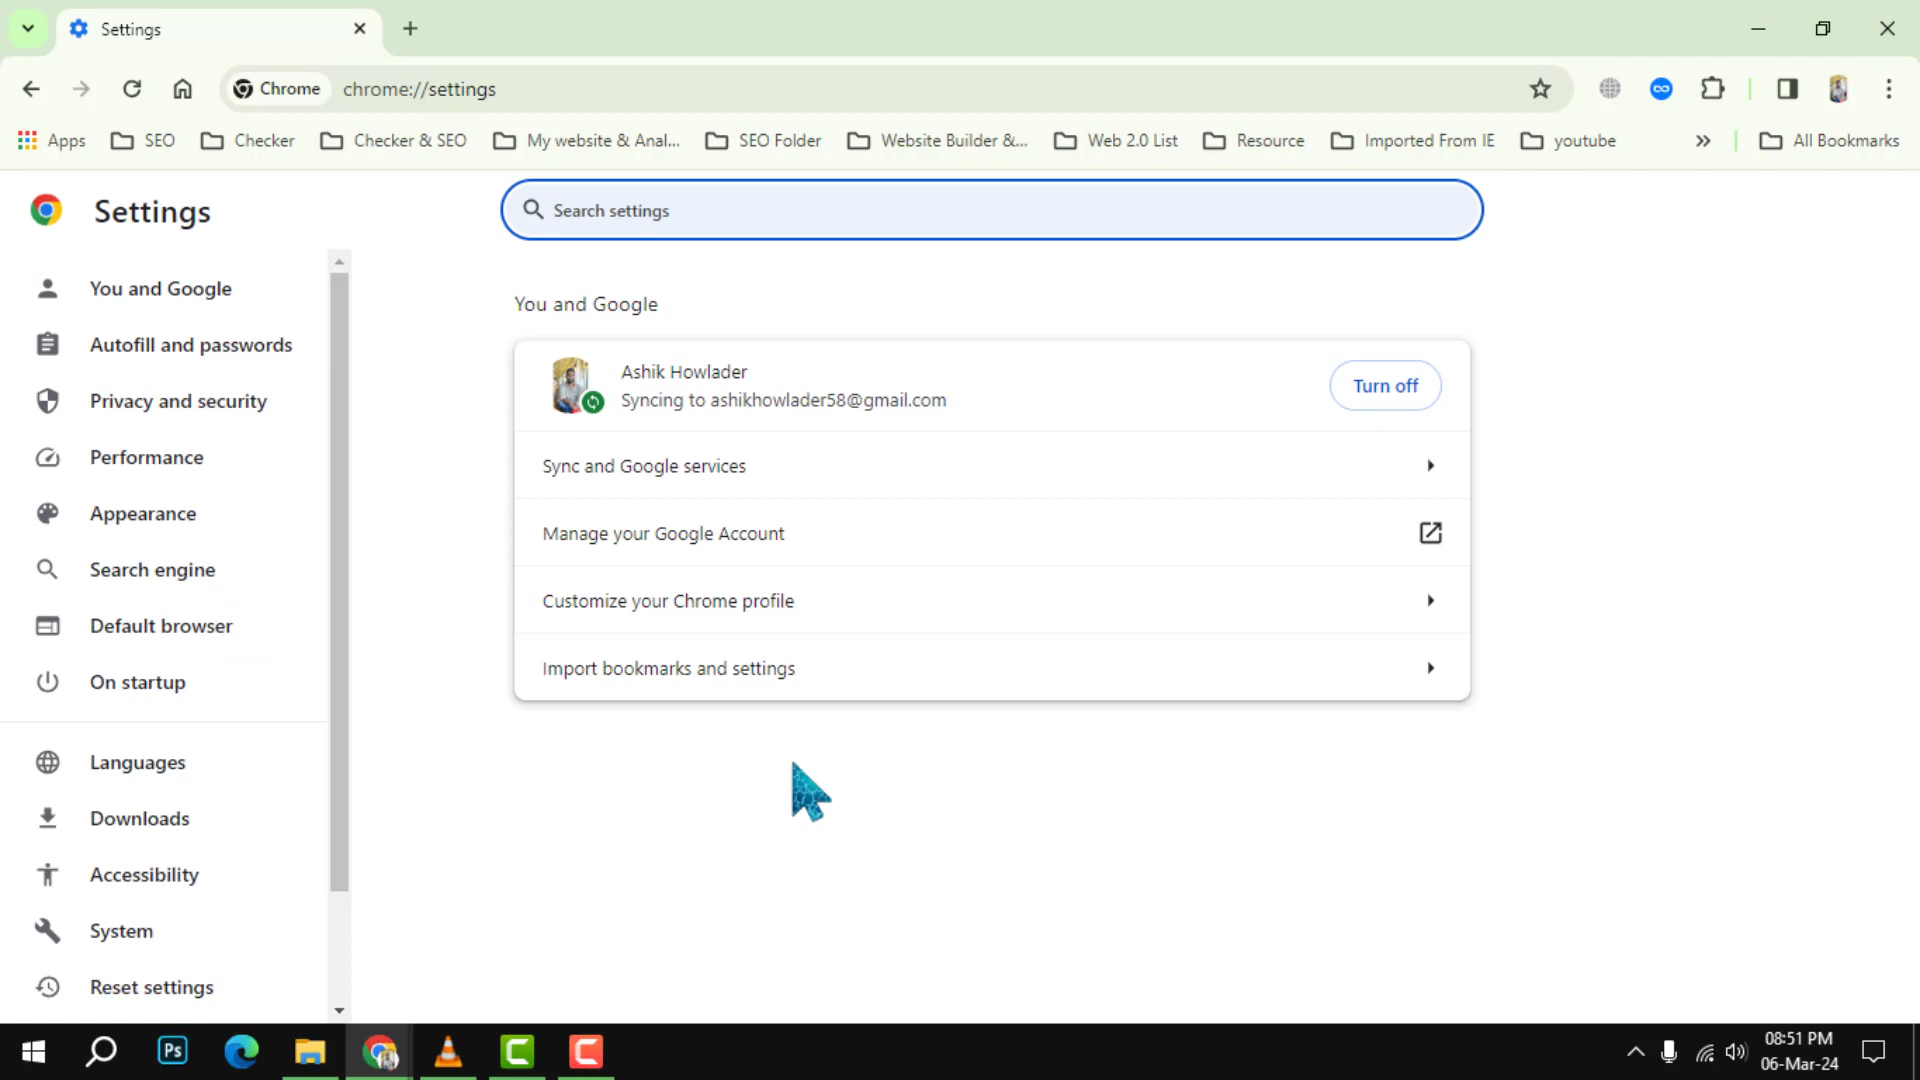 Settings
Chrome
chrome://settings
Apps
SEO
Checker
Checker & SEO
My website & Anal...
SEO Folder
Website Builder &...
Web 2.0 List
Resource
Imported From IE
youtube
All Bookmarks
Settings
Search settings
You and Google
Autofill and passwords
Privacy and security
Performance
Appearance
Search engine
Default browser
On startup
Languages
Downloads
Accessibility
System
Reset settings
You and Google
Ashik Howlader
Syncing to ashikhowlader58@gmail.com
Turn off
Sync and Google services
Manage your Google Account
Customize your Chrome profile
Import bookmarks and settings
Ps
08:51 PM
06-Mar-24